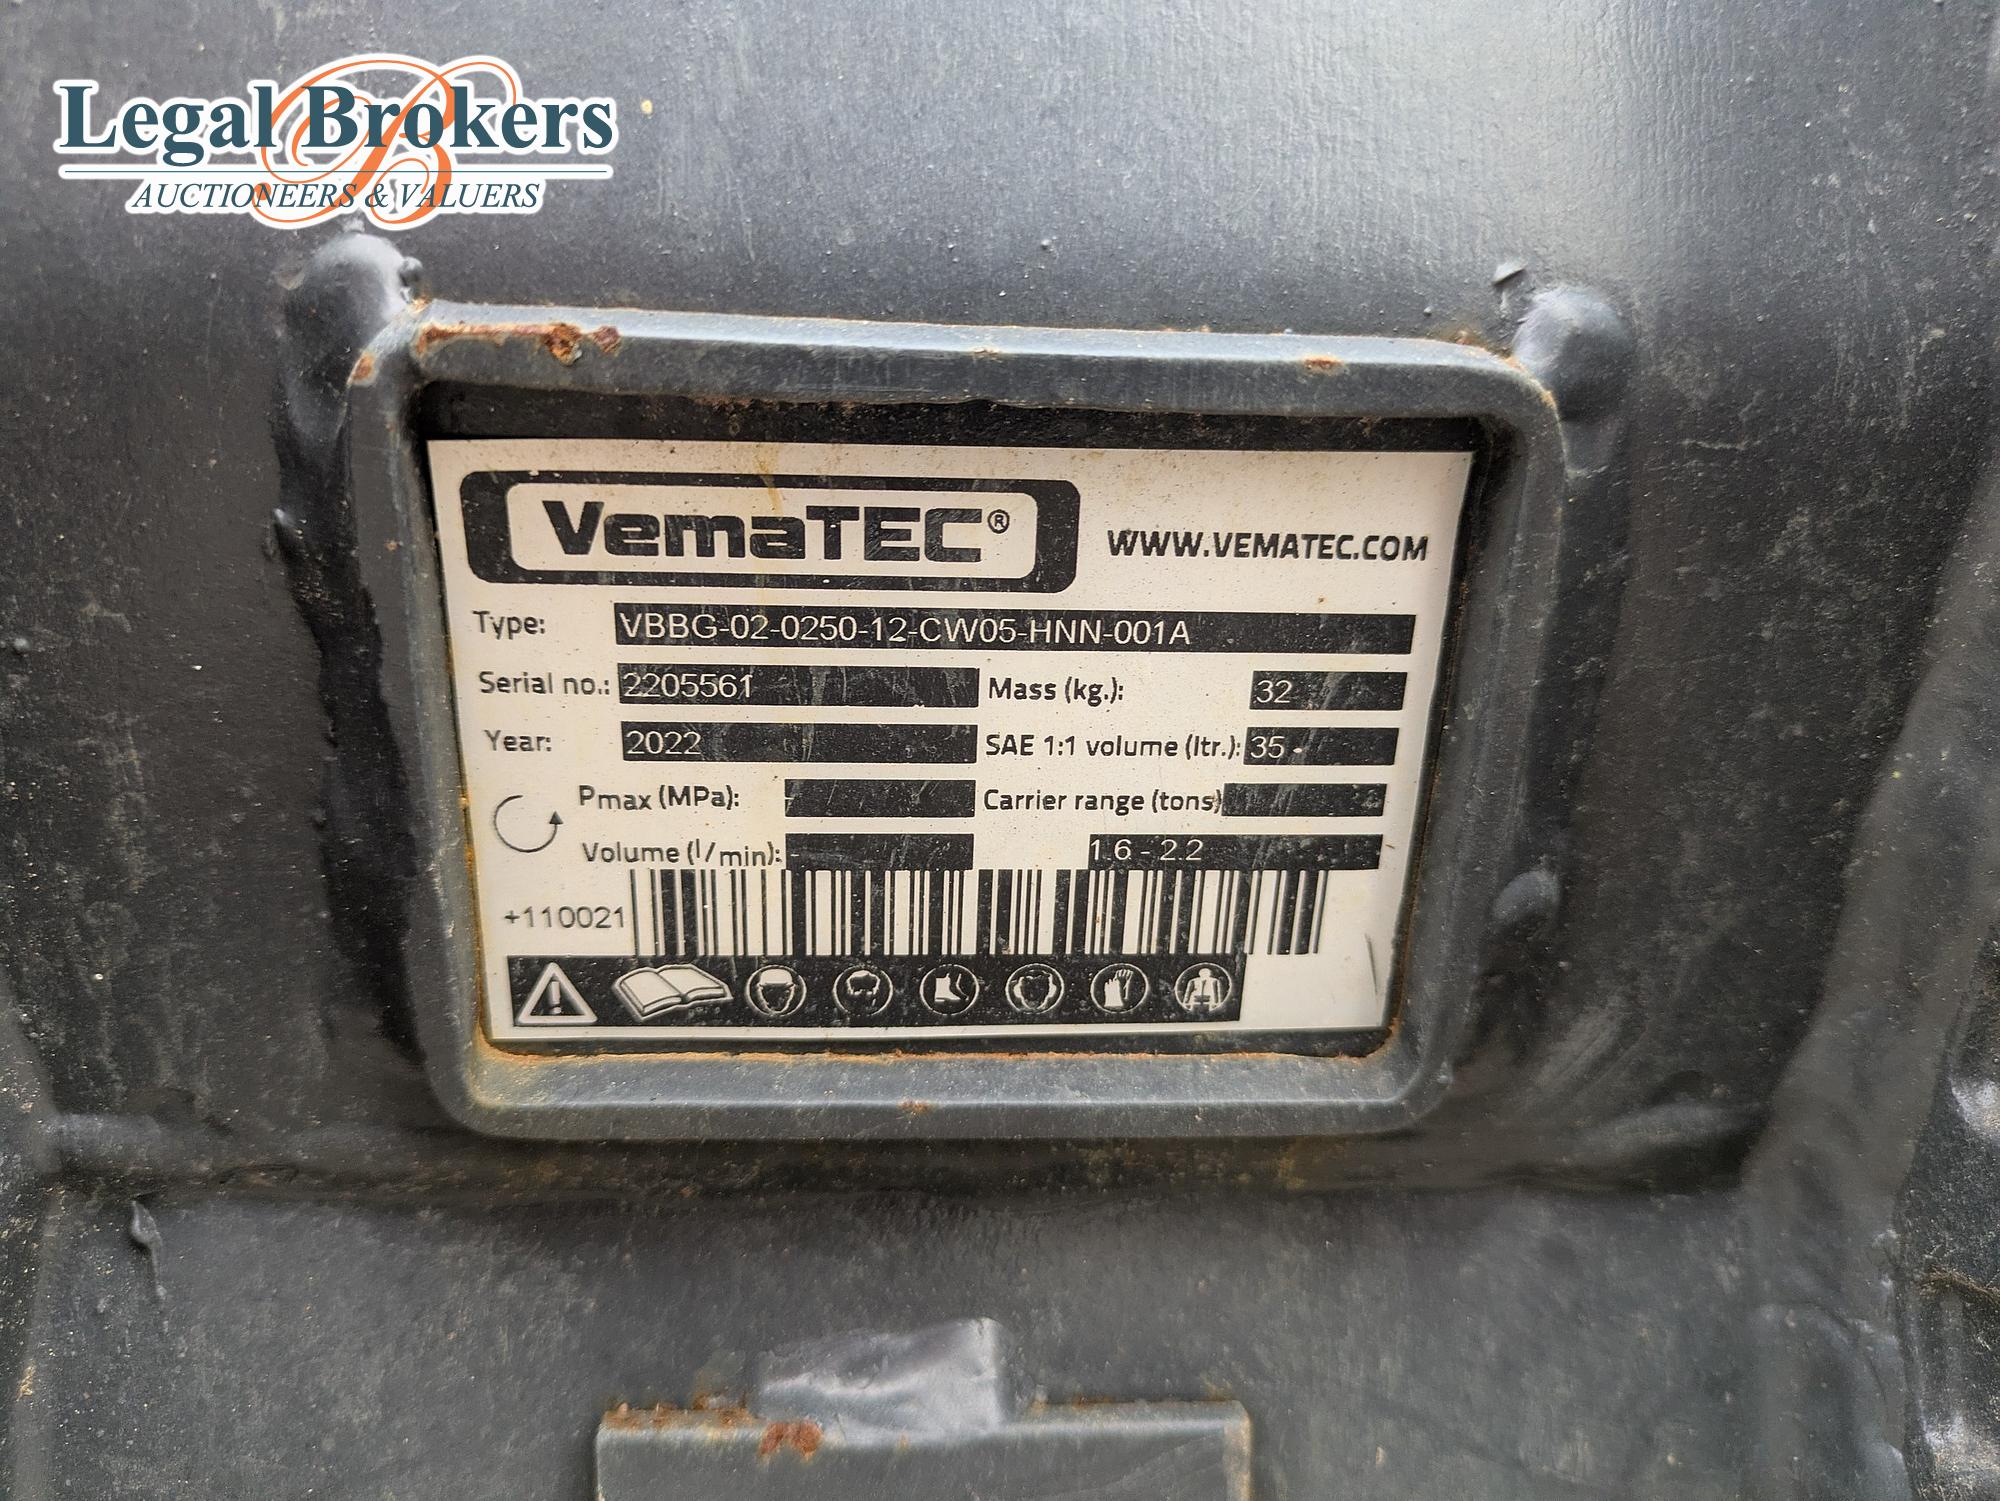 Legal Brokers
AUCTIONEERS & VALUERS
VemaTEC® WWW.VEMATEC.COM
Type: VBBG-02-0250-12-CW05-HNN-001A
Serial no.: 2205561 Mass (kg.): 32
Year: 2022 SAE 1:1 volume (ltr.): 35 -
Pmax (MPa): - Carrier range (tons)
Volume (l/min): - 1.6 - 2.2
+110021